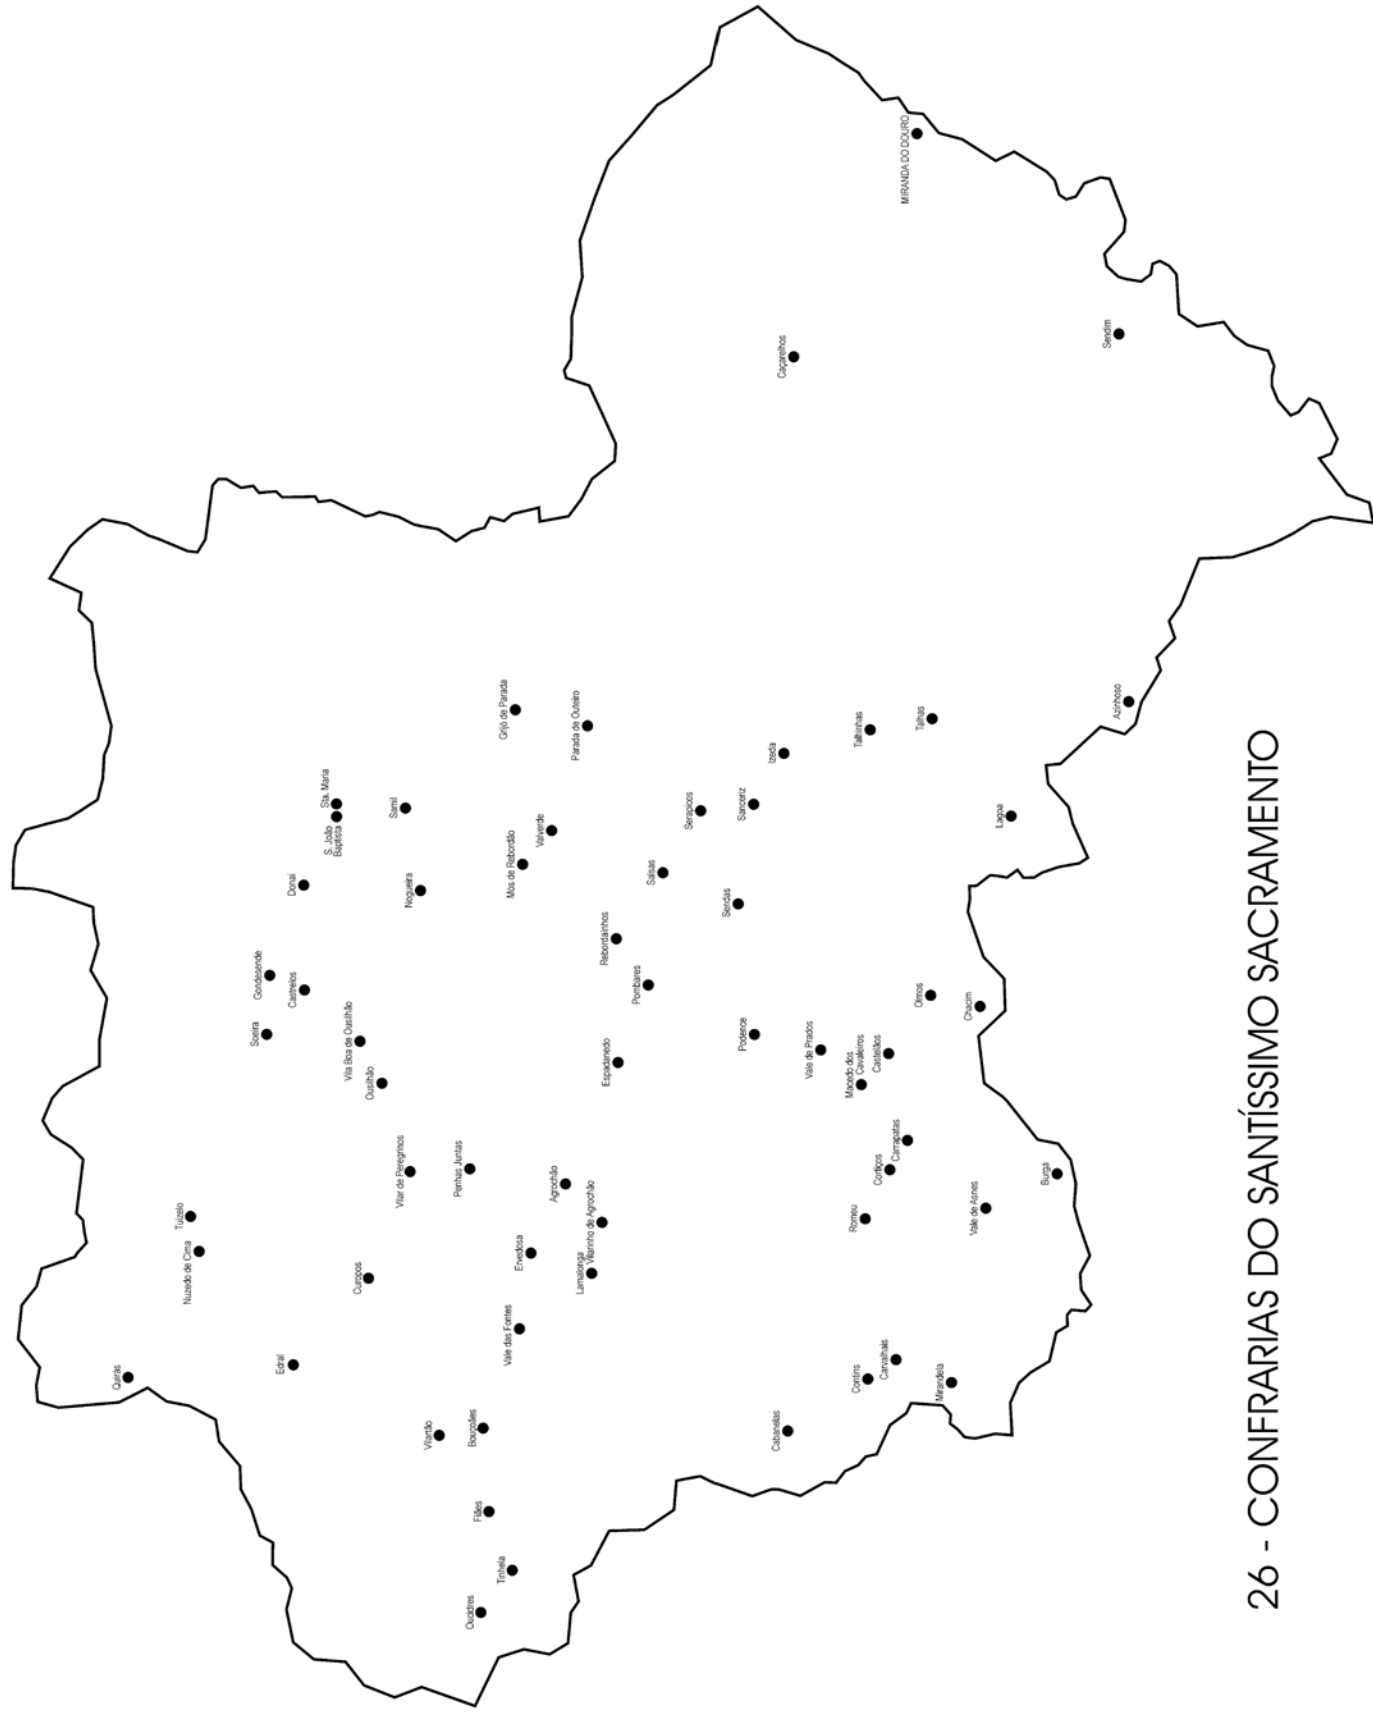 Quirás
Nuzedo de Cima
Tuizelo
Edral
Soeira
Gondesende
Castrelos
Donai
S. João
Baptista
Sta. Maria
Samil
Nogueira
Vila Boa de Ousilhão
Ousilhão
Curopos
Vilar de Peregrinos
Penhas Juntas
Vilartão
Bouçoães
Fiães
Tinhela
Oucidres
Vale das Fontes
Ervedosa
Agrochão
Lamalonga
Vilarinho de Agrochão
Grijó de Parada
Parada de Outeiro
Mós de Rebordão
Valverde
Rebordainhos
Pombares
Espadanedo
Salsas
Serapicos
Sanceriz
Sendas
Izeda
Podence
Vale de Prados
Macedo dos
Cavaleiros
Castelãos
Talhinhas
Talhas
Olmos
Chacim
Lagoa
Azinhoso
Carrapatas
Cortiços
Romeu
Vale de Asnes
Burga
Cabanelas
Contins
Carvalhais
Mirandela
Caçarelhos
MIRANDA DO DOURO
Sendim
26 - CONFRARIAS DO SANTÍSSIMO SACRAMENTO